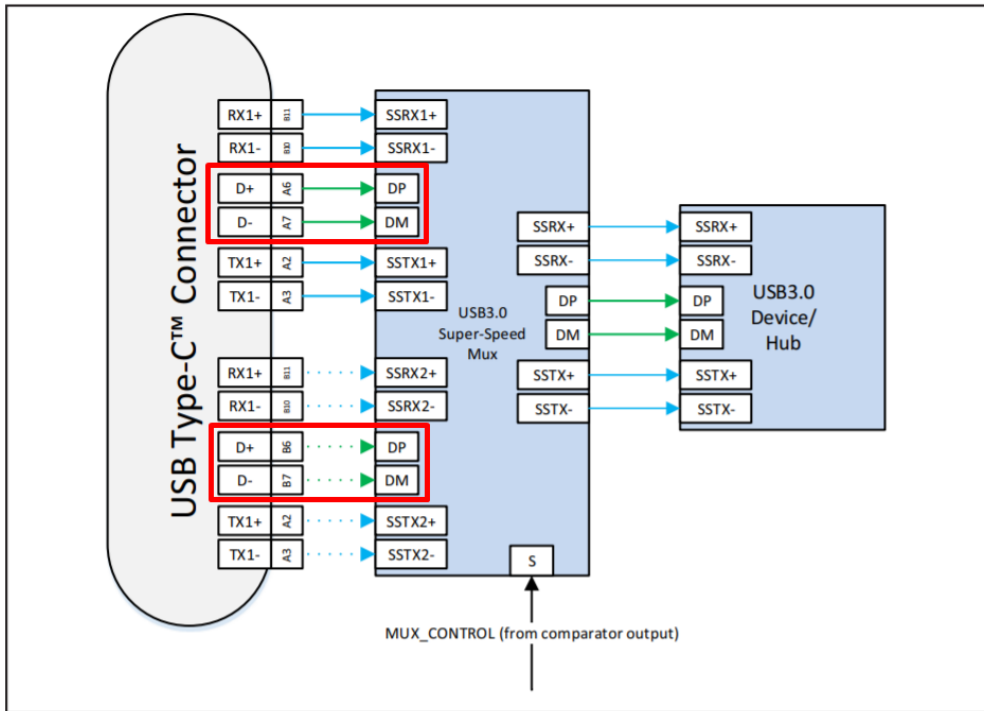 USB Type-C™ Connector
RX1+ B11 SSRX1+
RX1- B10 SSRX1-
D+ A6 DP
D- A7 DM
TX1+ A2 SSTX1+
TX1- A3 SSTX1-
RX1+ B11 SSRX2+
RX1- B10 SSRX2-
D+ B6 DP
D- B7 DM
TX1+ A2 SSTX2+
TX1- A3 SSTX2-
USB3.0
Super-Speed
Mux
SSRX+ SSRX+
SSRX- SSRX-
DP DP
DM DM
SSTX+ SSTX+
SSTX- SSTX-
USB3.0
Device/
Hub
S
MUX_CONTROL (from comparator output)